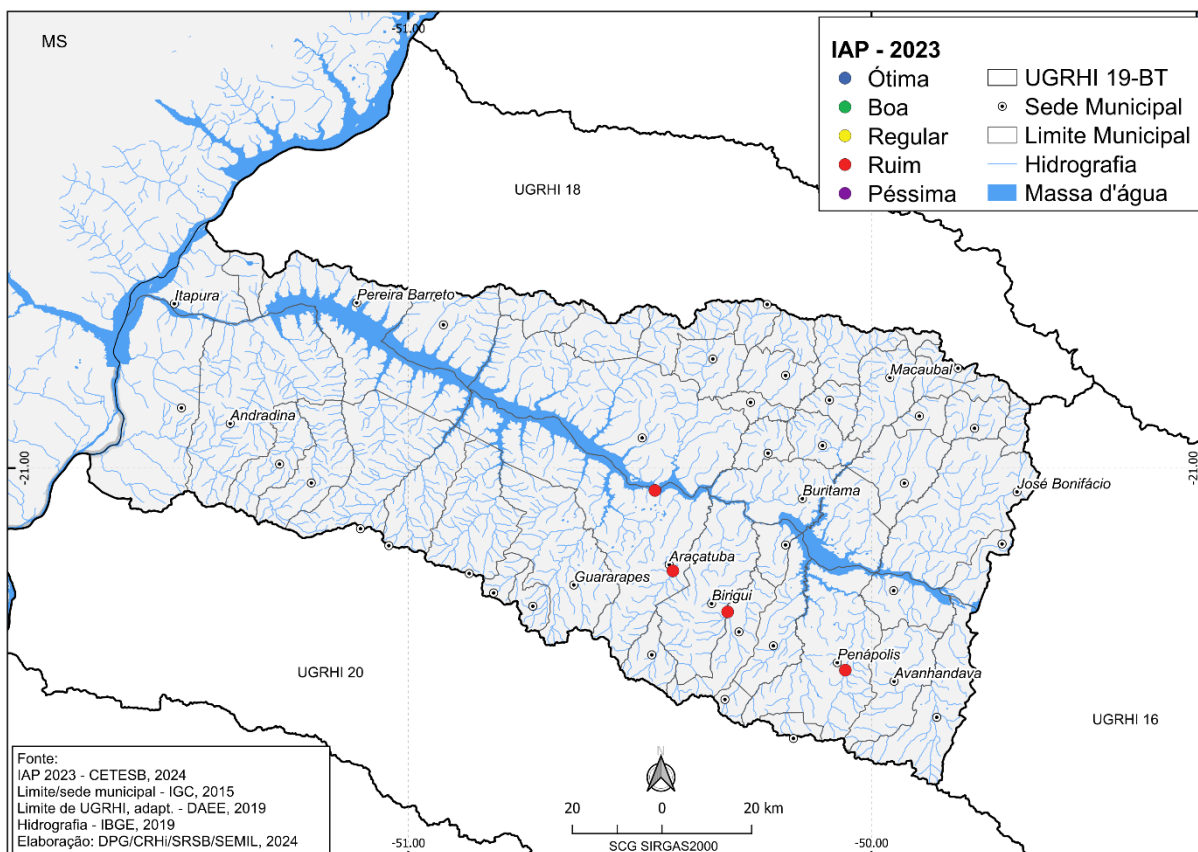 -51.00
MS
IAP - 2023
Ótima
Boa
Regular
Ruim
Péssima
UGRHI 19-BT
Sede Municipal
Limite Municipal
Hidrografia
Massa d'água
UGRHI 18
Itapura
Pereira Barreto
Macaubal
Andradina
-21.00
-21.00
José Bonifácio
Buritama
Araçatuba
Guararapes
Birigui
Penápolis
Avanhandava
UGRHI 20
UGRHI 16
Fonte:
IAP 2023 - CETESB, 2024
Limite/sede municipal - IGC, 2015
Limite de UGRHI, adapt. - DAEE, 2019
Hidrografia - IBGE, 2019
Elaboração: DPG/CRHi/SRSB/SEMIL, 2024
N
20 0 20 km
SCG SIRGAS2000
-51.00
-50.00